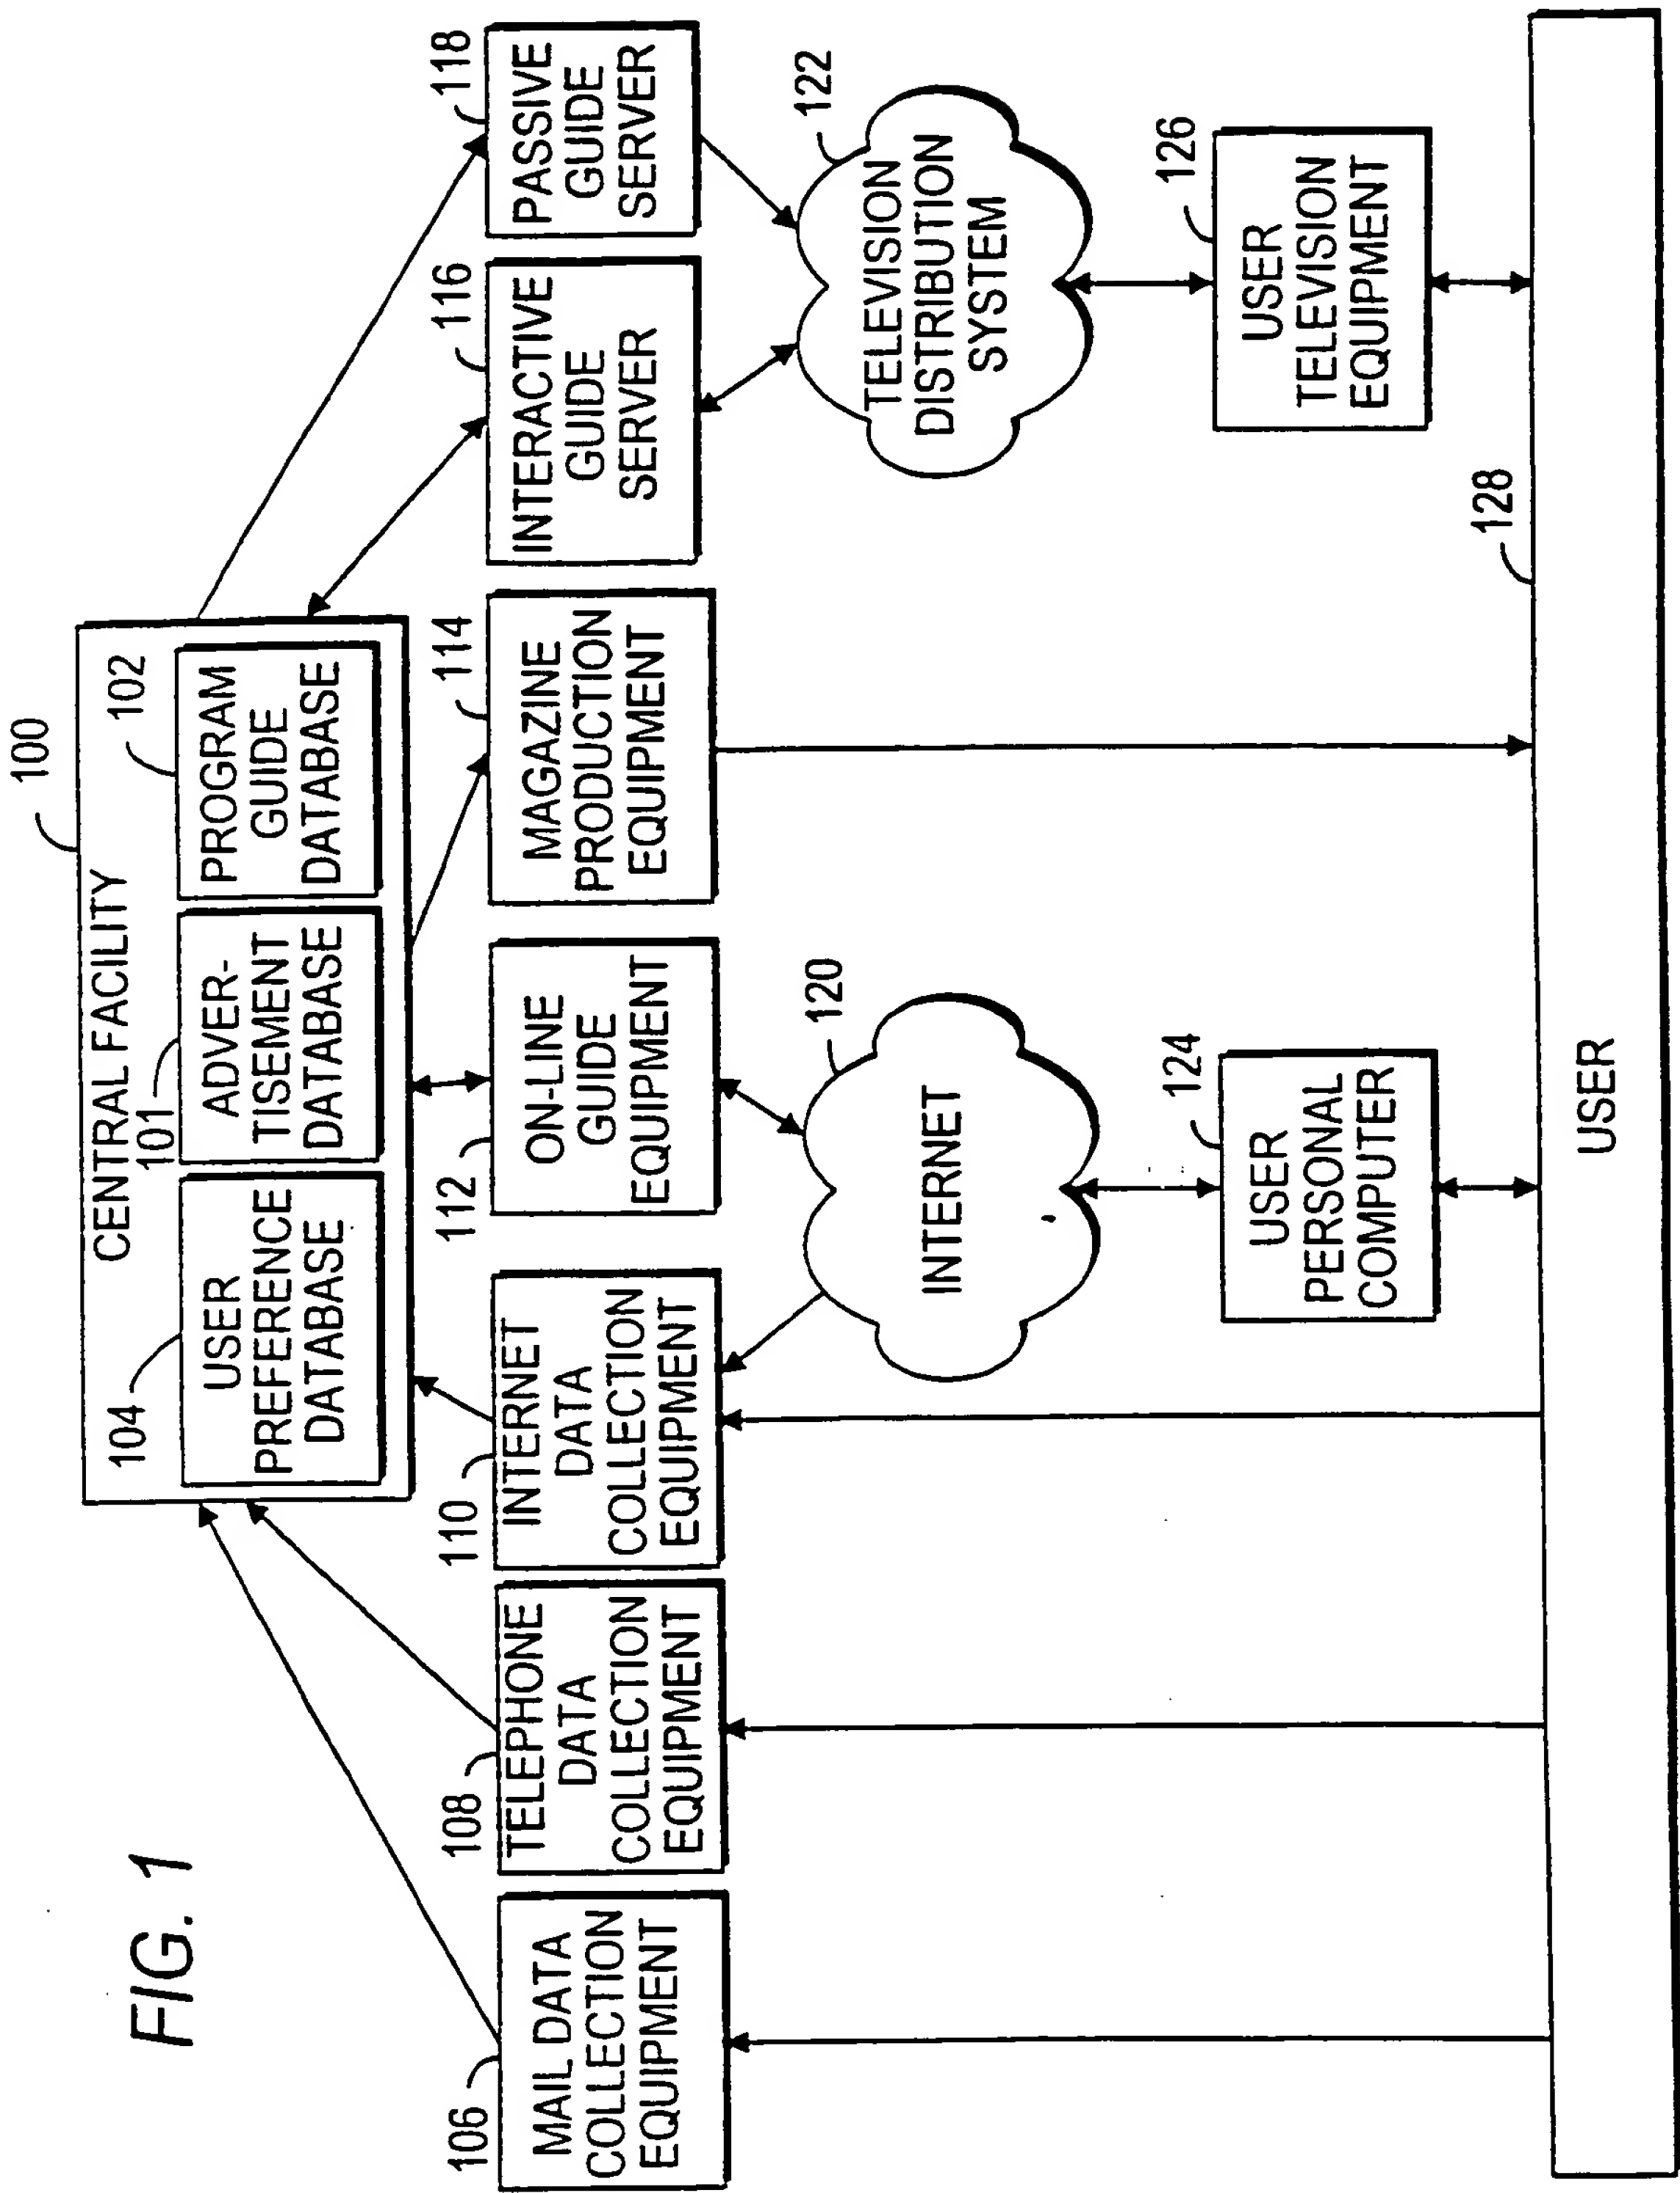 FIG. 1
100
CENTRAL FACILITY
104
101
102
USER
PREFERENCE
DATABASE
ADVER-
TISEMENT
DATABASE
PROGRAM
GUIDE
DATABASE
106
MAIL DATA
COLLECTION
EQUIPMENT
108
TELEPHONE
DATA
COLLECTION
EQUIPMENT
110
INTERNET
DATA
COLLECTION
EQUIPMENT
112
ON-LINE
GUIDE
EQUIPMENT
114
MAGAZINE
PRODUCTION
EQUIPMENT
116
INTERACTIVE
GUIDE
SERVER
118
PASSIVE
GUIDE
SERVER
120
INTERNET
122
TELEVISION
DISTRIBUTION
SYSTEM
124
USER
PERSONAL
COMPUTER
126
USER
TELEVISION
EQUIPMENT
128
USER